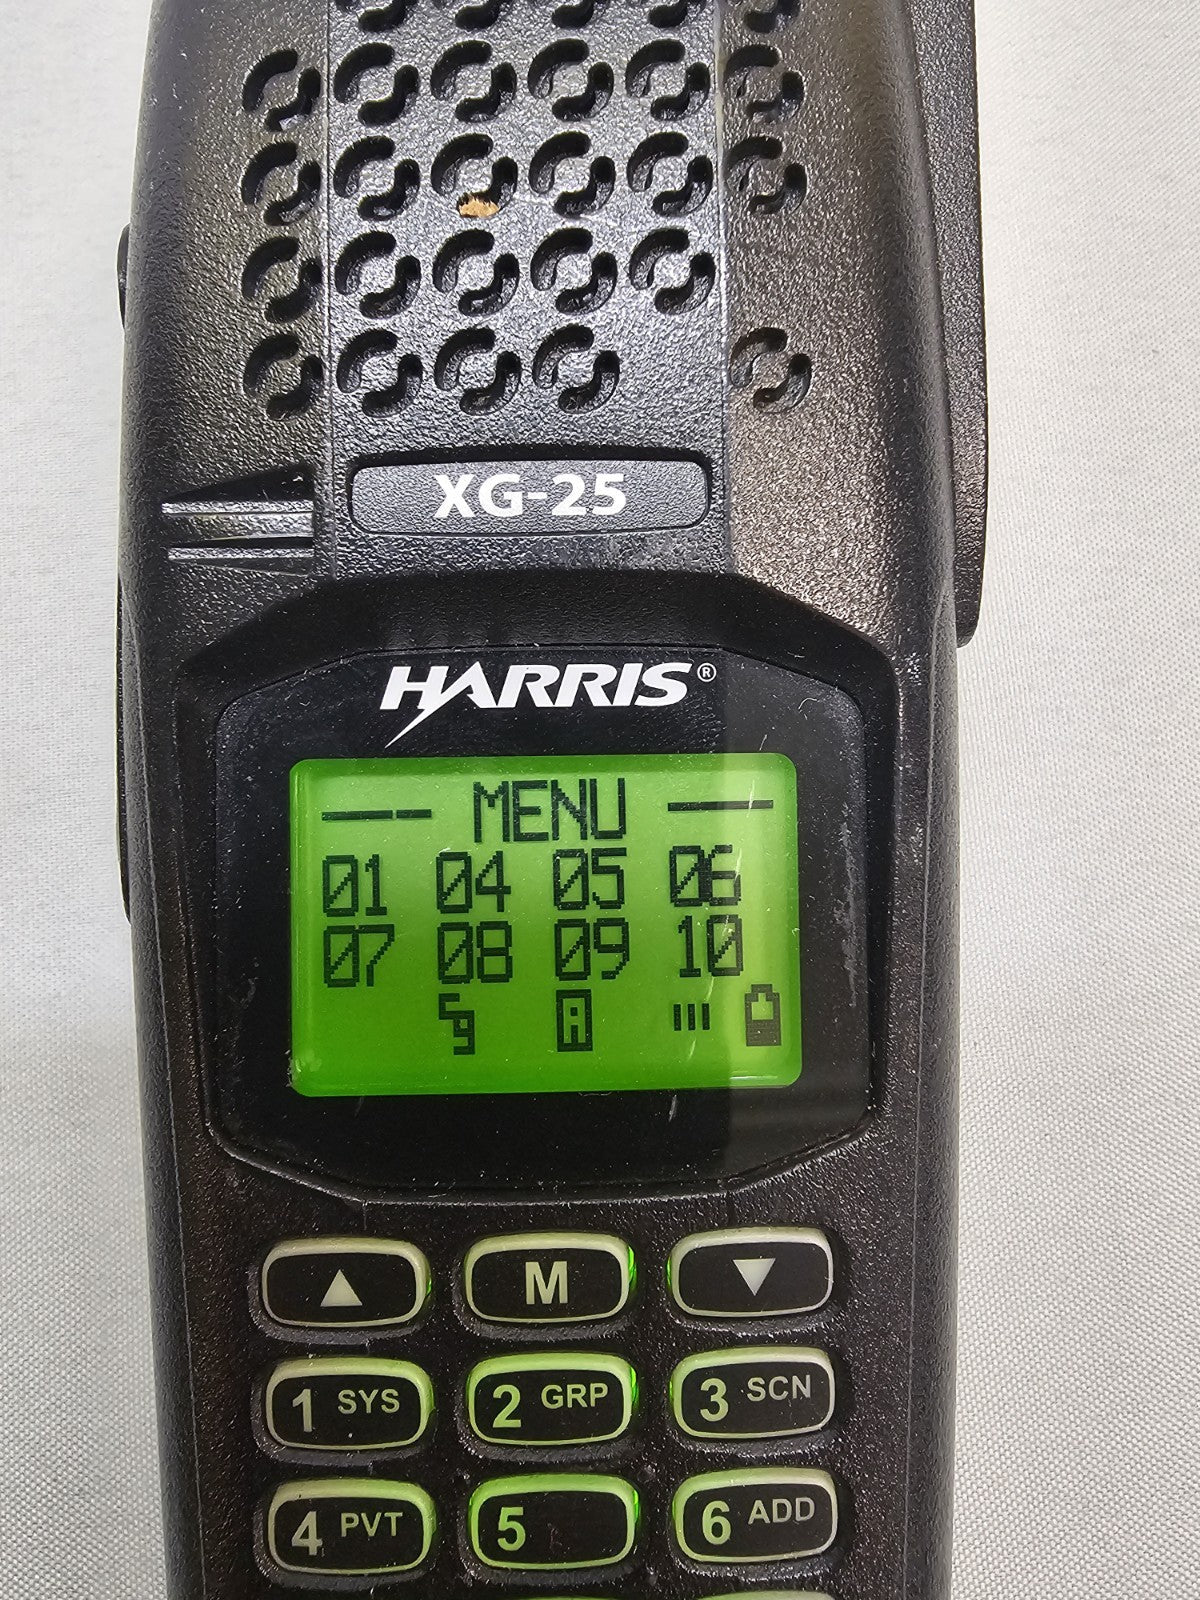 XG-25
HARRIS®
--- MENU ---
01 04 05 06
07 08 09 10
A
M
1 SYS 2 GRP 3 SCN
4 PVT 5 6 ADD